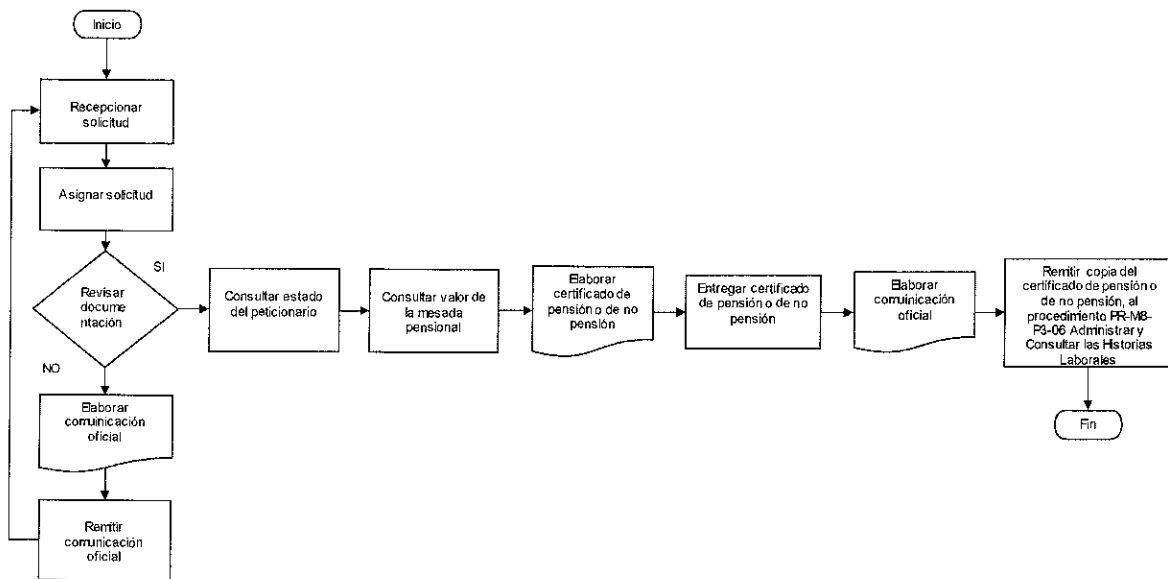 Inicio
Recepcionar
solicitud
Asignar solicitud
SI
Revisar
docume
ntación
NO
Elaborar
comuinicación
oficial
Remitir
comunicación
oficial
Consultar estado
del peticionario
Consultar valor de
la mesada
pensional
Elaborar
certificado de
pensión o de no
pensión
Entregar certificado
de pensión o de no
pensión
Elaborar
comuinicación
oficial
Remitir copia del
certificado de pensión o
de no pensión, al
procedimiento PR-M8-
P3-06 Administrar y
Consultar las Historias
Laborales
Fin